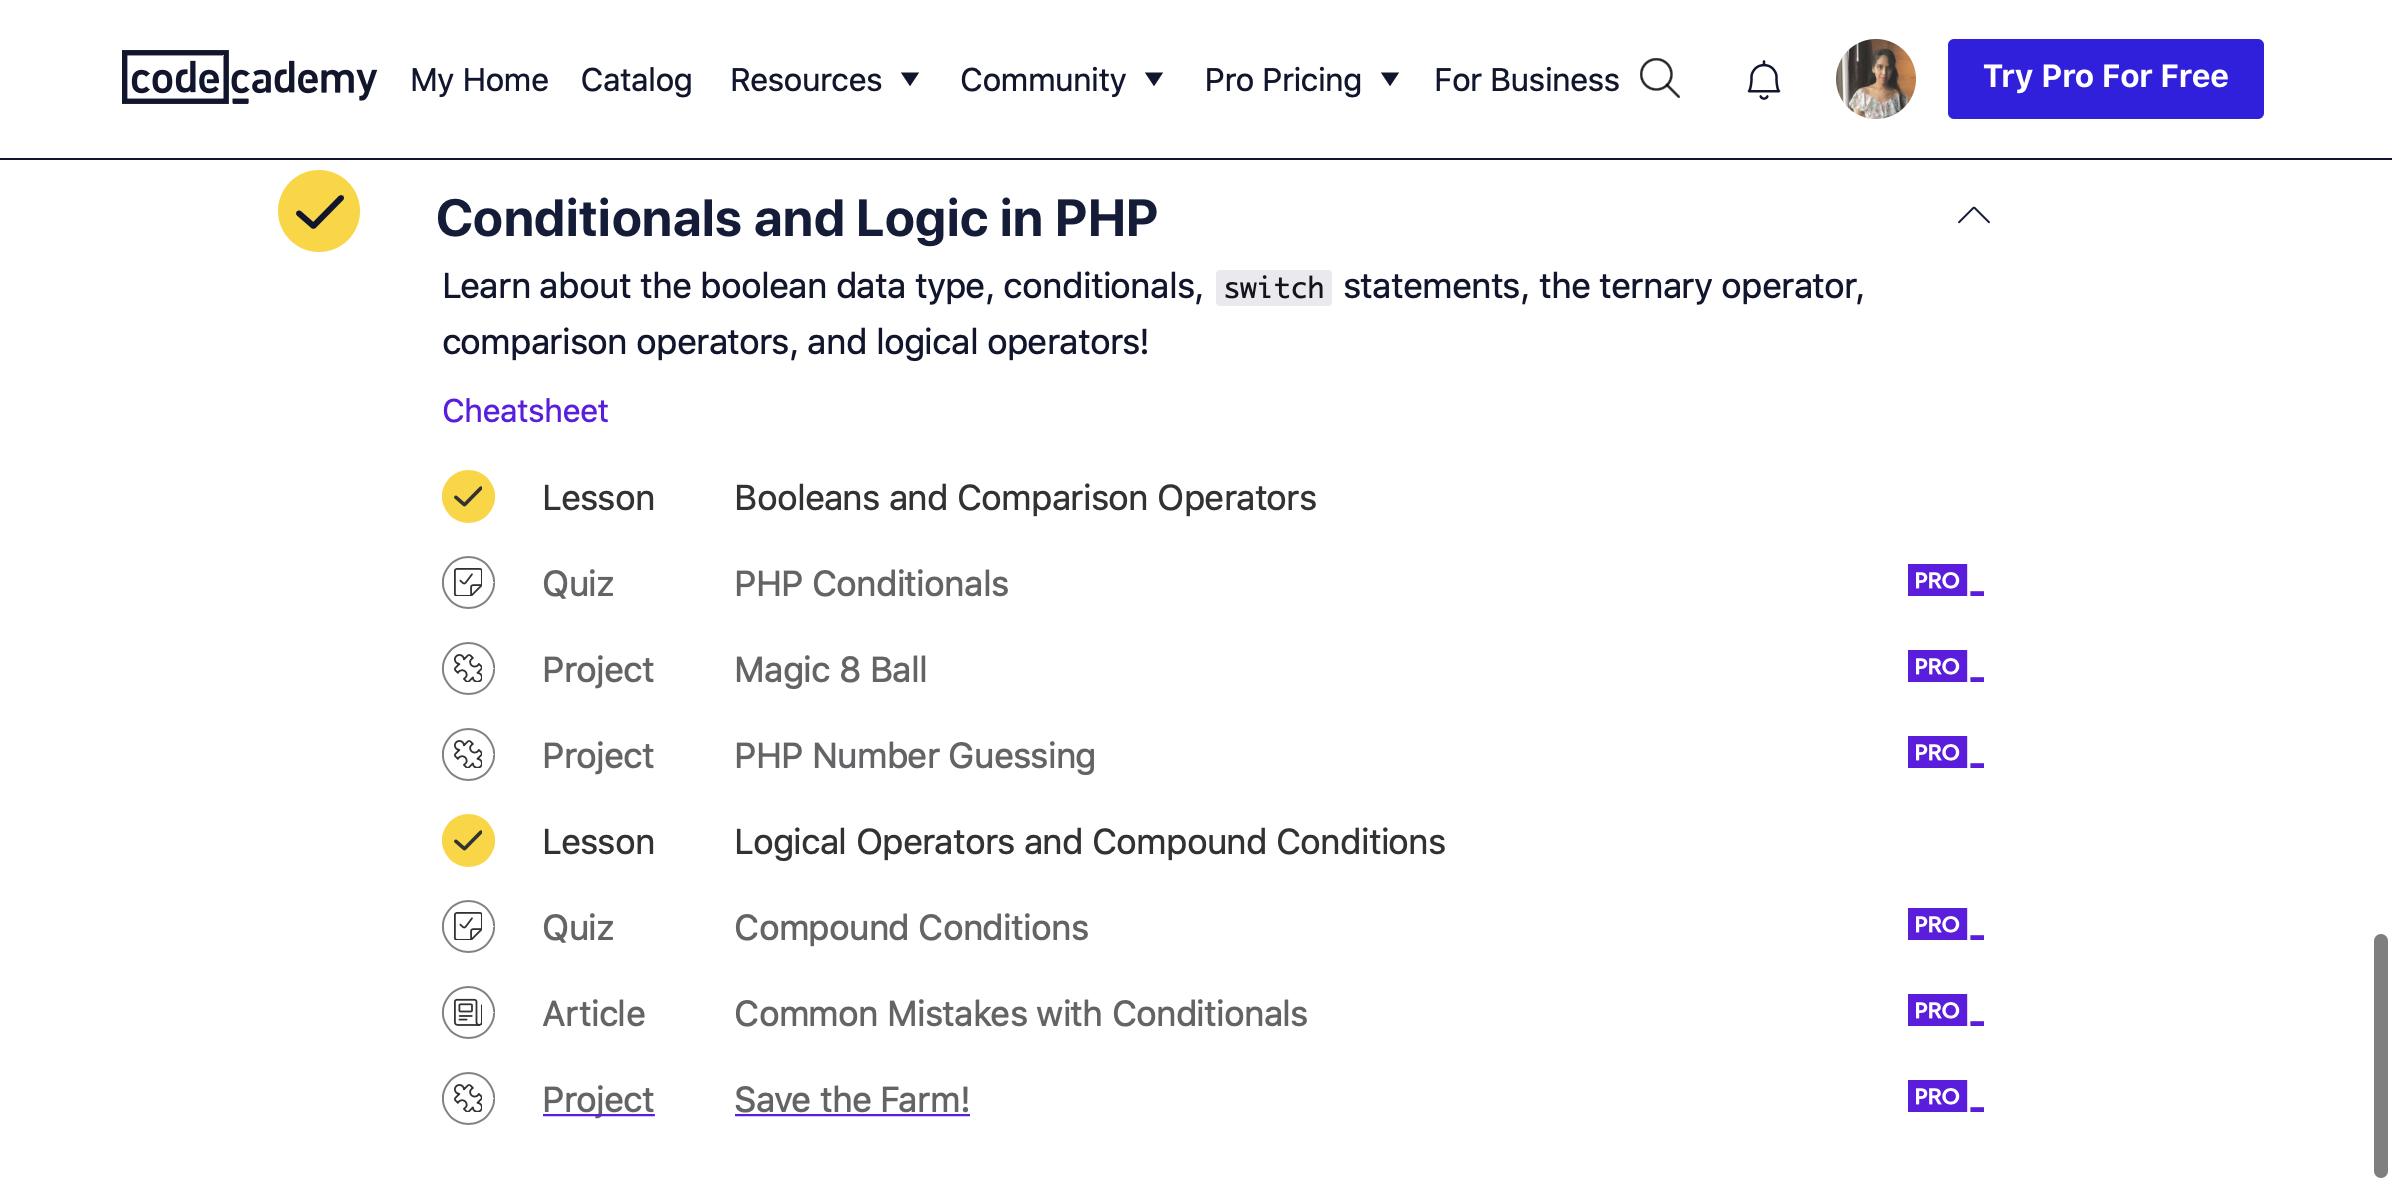 codecademy My Home Catalog Resources Community Pro Pricing For Business Try Pro For Free
Conditionals and Logic in PHP
Learn about the boolean data type, conditionals, switch statements, the ternary operator,
comparison operators, and logical operators!
Cheatsheet
Lesson Booleans and Comparison Operators
Quiz PHP Conditionals PRO
Project Magic 8 Ball PRO
Project PHP Number Guessing PRO
Lesson Logical Operators and Compound Conditions
Quiz Compound Conditions PRO
Article Common Mistakes with Conditionals PRO
Project Save the Farm! PRO